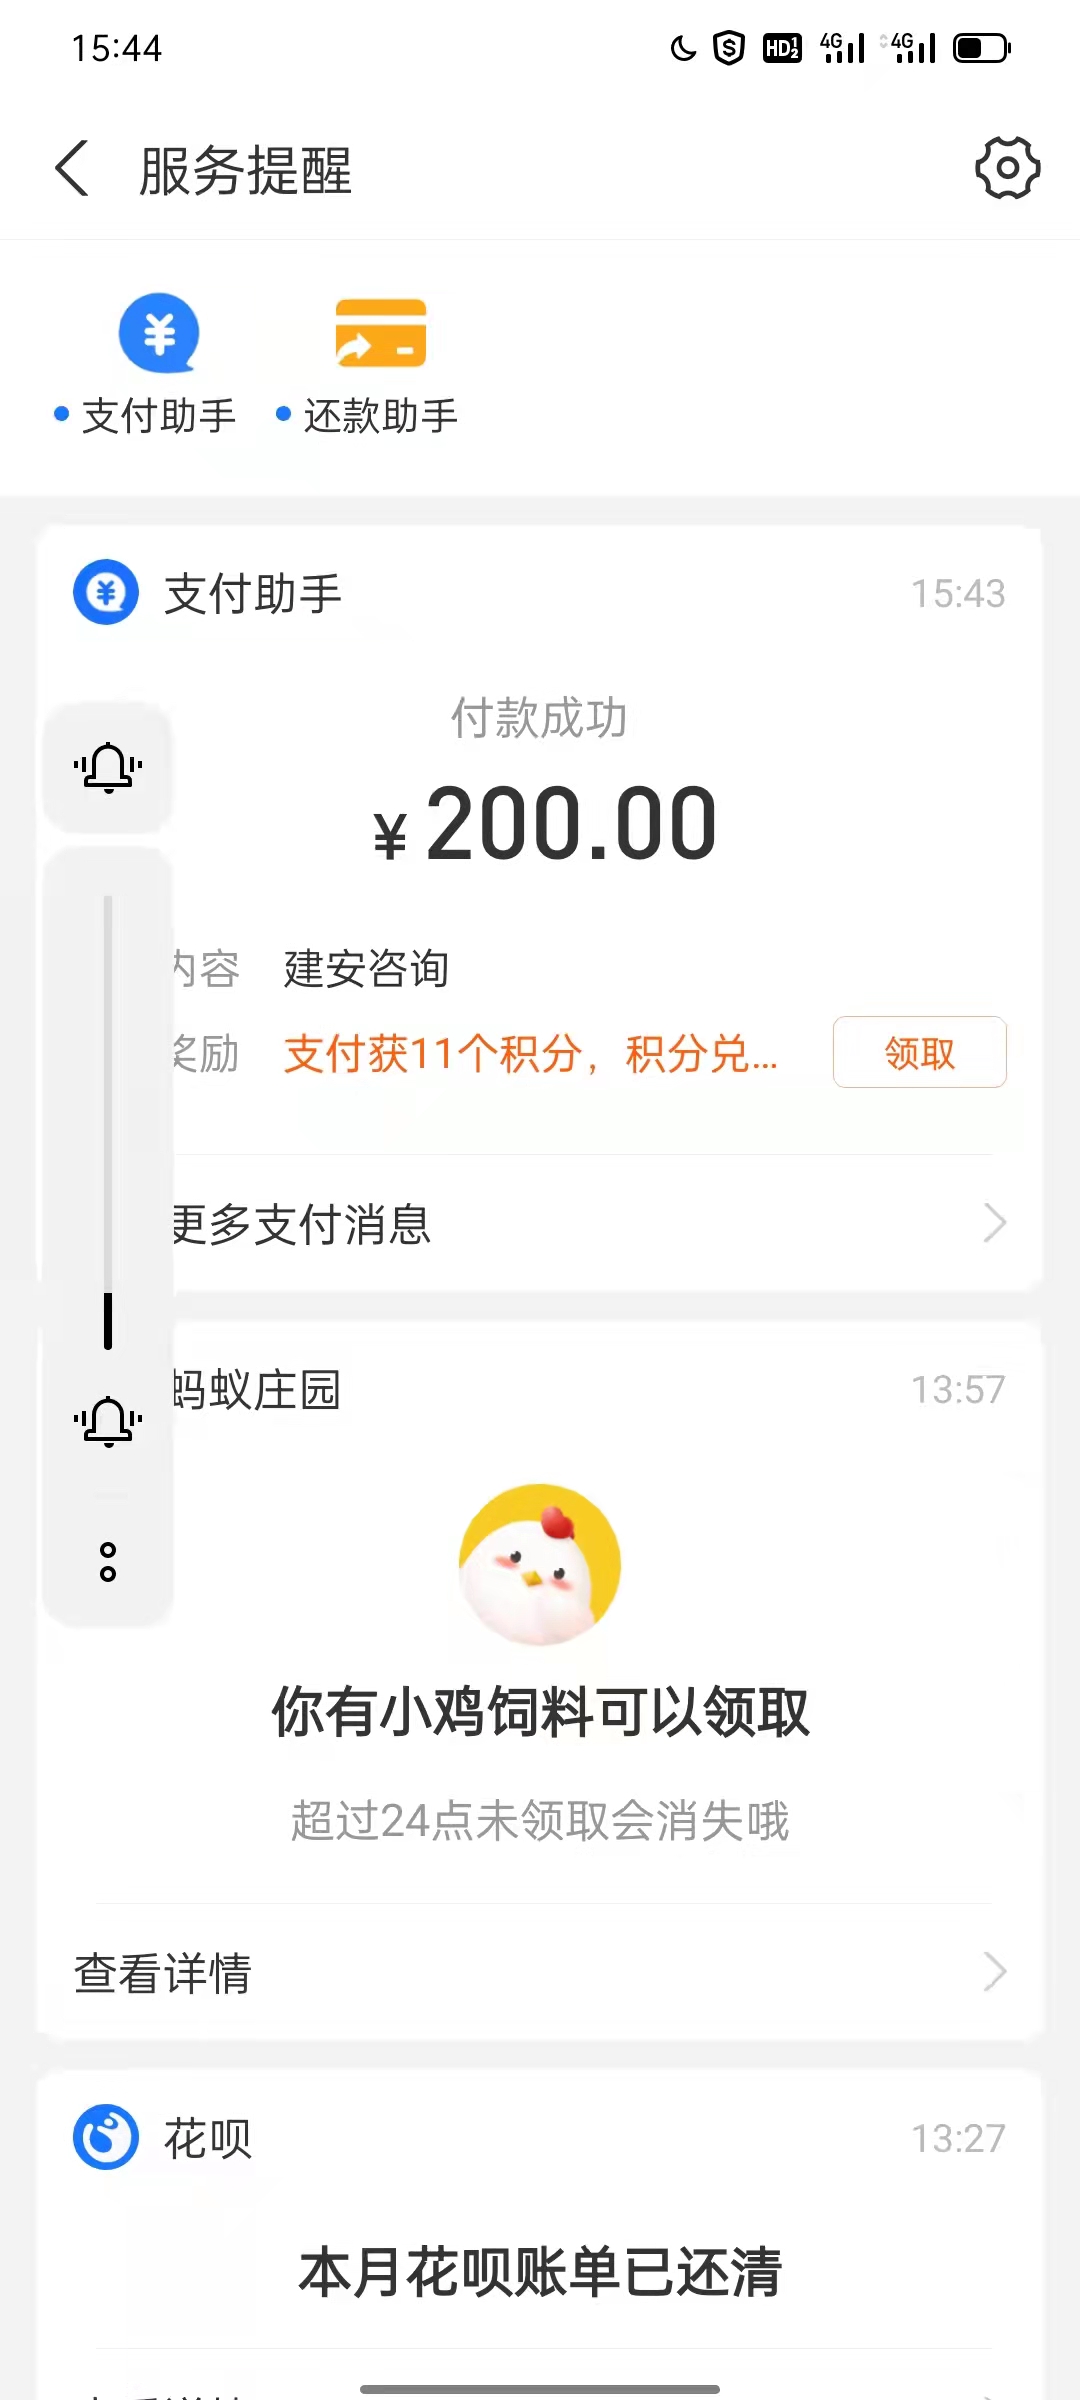 15:44
HD 1 2 4G 4G
服务提醒
支付助手 还款助手
支付助手 15:43
付款成功
¥200.00
内容 建安咨询
奖励 支付获11个积分，积分兑... 领取
更多支付消息
蚂蚁庄园 13:57
你有小鸡饲料可以领取
超过24点未领取会消失哦
查看详情
花呗 13:27
本月花呗账单已还清